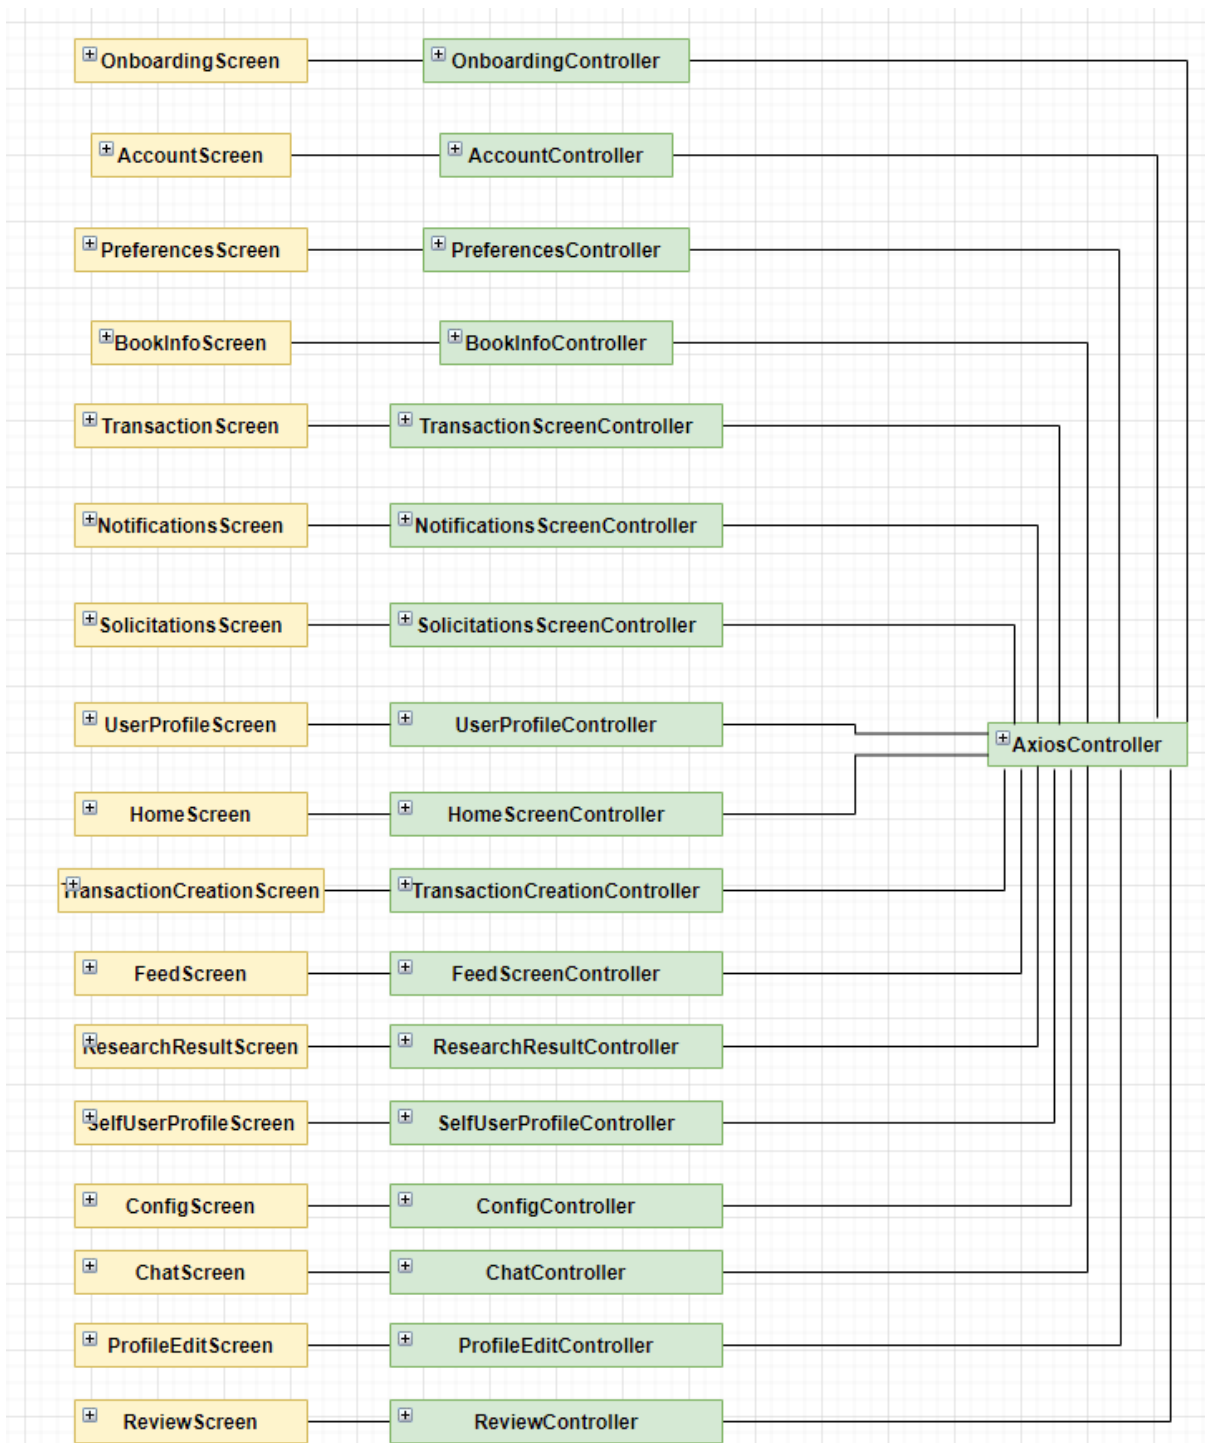 OnboardingScreen OnboardingController
AccountScreen AccountController
PreferencesScreen PreferencesController
BookInfoScreen BookInfoController
TransactionScreen TransactionScreenController
NotificationsScreen NotificationsScreenController
SolicitationsScreen SolicitationsScreenController
UserProfileScreen UserProfileController
AxiosController
HomeScreen HomeScreenController
TransactionCreationScreen TransactionCreationController
FeedScreen FeedScreenController
ResearchResultScreen ResearchResultController
SelfUserProfileScreen SelfUserProfileController
ConfigScreen ConfigController
ChatScreen ChatController
ProfileEditScreen ProfileEditController
ReviewScreen ReviewController